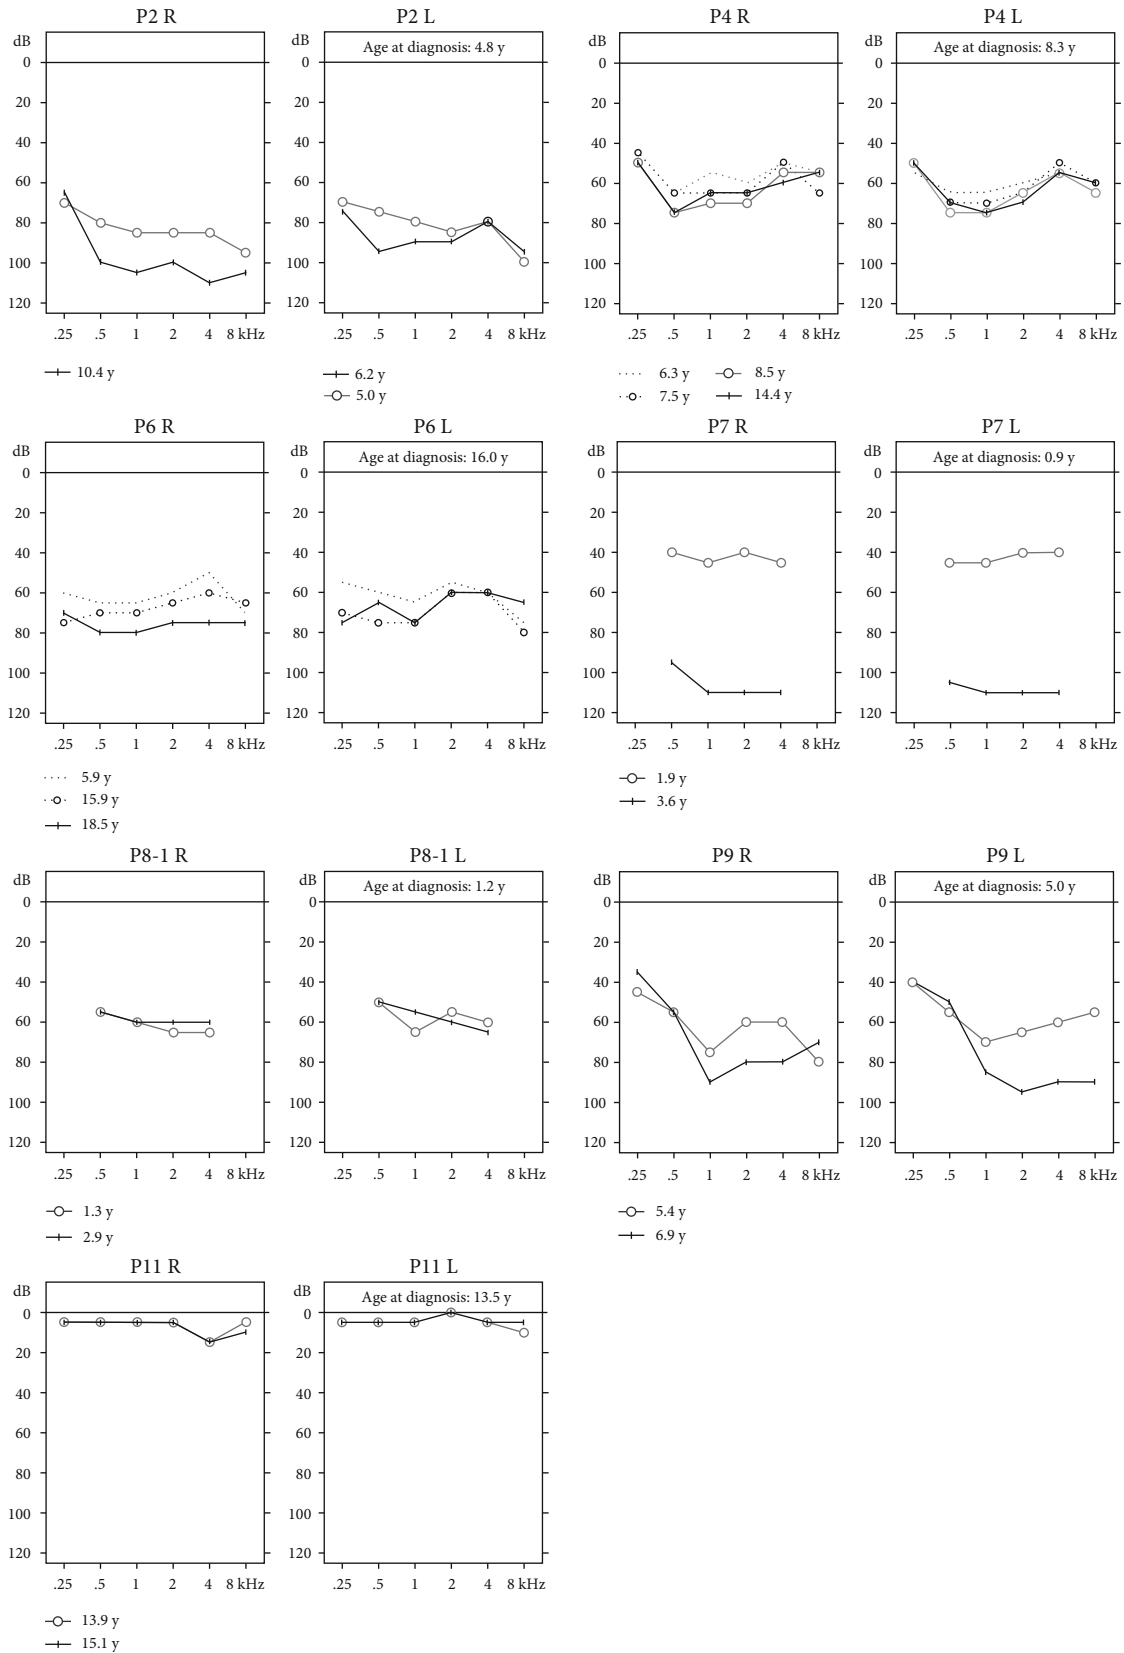 P2 R
P2 L
P4 R
P4 L
dB
dB
dB
dB
Age at diagnosis: 4.8 y
Age at diagnosis: 8.3 y
0
20
40
60
80
100
120
0
20
40
60
80
100
120
0
20
40
60
80
100
120
0
20
40
60
80
100
120
.25 .5 1 2 4 8 kHz
.25 .5 1 2 4 8 kHz
.25 .5 1 2 4 8 kHz
.25 .5 1 2 4 8 kHz
10.4 y
6.2 y
5.0 y
6.3 y
8.5 y
7.5 y
14.4 y
P6 R
P6 L
P7 R
P7 L
dB
dB
dB
dB
Age at diagnosis: 16.0 y
Age at diagnosis: 0.9 y
0
20
40
60
80
100
120
0
20
40
60
80
100
120
0
20
40
60
80
100
120
0
20
40
60
80
100
120
.25 .5 1 2 4 8 kHz
.25 .5 1 2 4 8 kHz
.25 .5 1 2 4 8 kHz
.25 .5 1 2 4 8 kHz
5.9 y
15.9 y
18.5 y
1.9 y
3.6 y
P8-1 R
P8-1 L
P9 R
P9 L
dB
dB
dB
dB
Age at diagnosis: 1.2 y
Age at diagnosis: 5.0 y
0
20
40
60
80
100
120
0
20
40
60
80
100
120
0
20
40
60
80
100
120
0
20
40
60
80
100
120
.25 .5 1 2 4 8 kHz
.25 .5 1 2 4 8 kHz
.25 .5 1 2 4 8 kHz
.25 .5 1 2 4 8 kHz
1.3 y
2.9 y
5.4 y
6.9 y
P11 R
P11 L
dB
dB
Age at diagnosis: 13.5 y
0
20
40
60
80
100
120
0
20
40
60
80
100
120
.25 .5 1 2 4 8 kHz
.25 .5 1 2 4 8 kHz
13.9 y
15.1 y